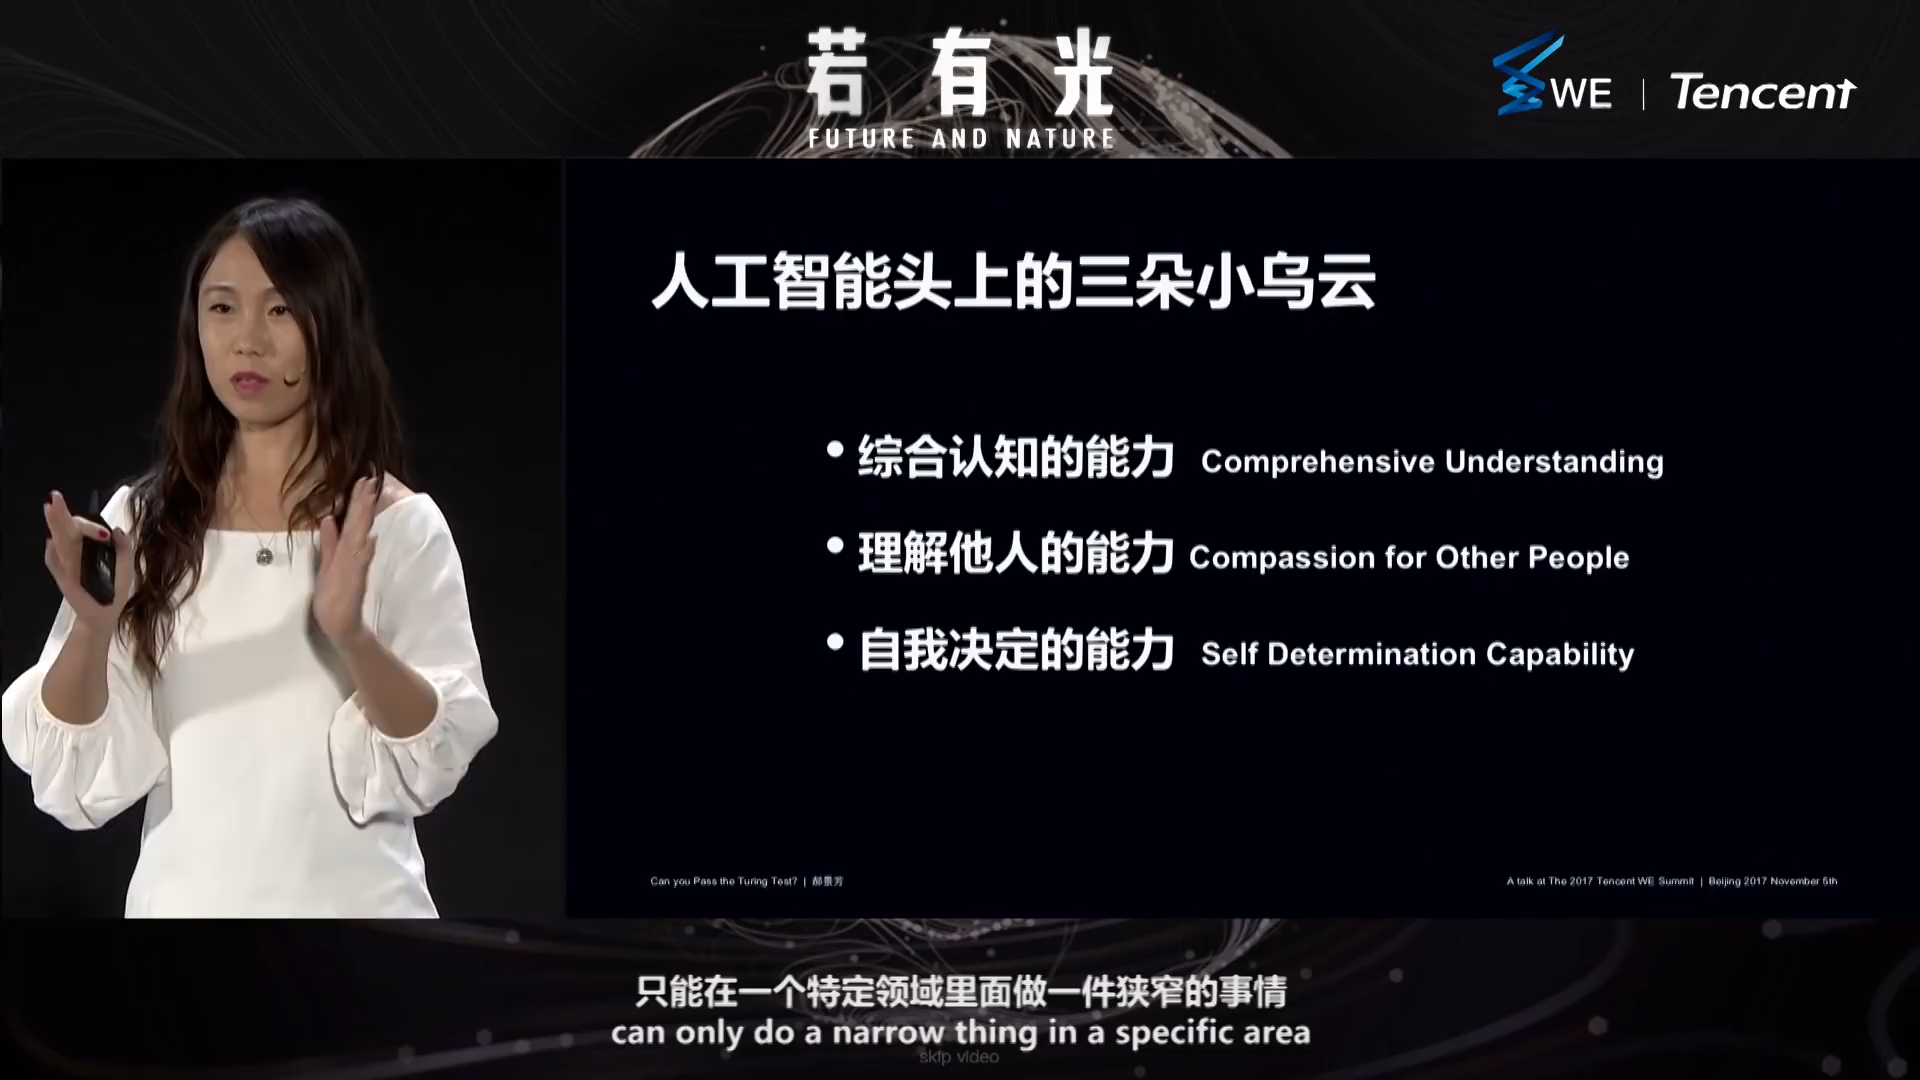 若有光
FUTURE AND NATURE
WE | Tencent
人工智能头上的三朵小乌云
• 综合认知的能力 Comprehensive Understanding
• 理解他人的能力 Compassion for Other People
• 自我决定的能力 Self Determination Capability
Can you Pass the Turing Test? | 郝景芳
A talk at The 2017 Tencent WE Summit | Beijing 2017 November 5th
只能在一个特定领域里面做一件狭窄的事情
can only do a narrow thing in a specific area
skip video